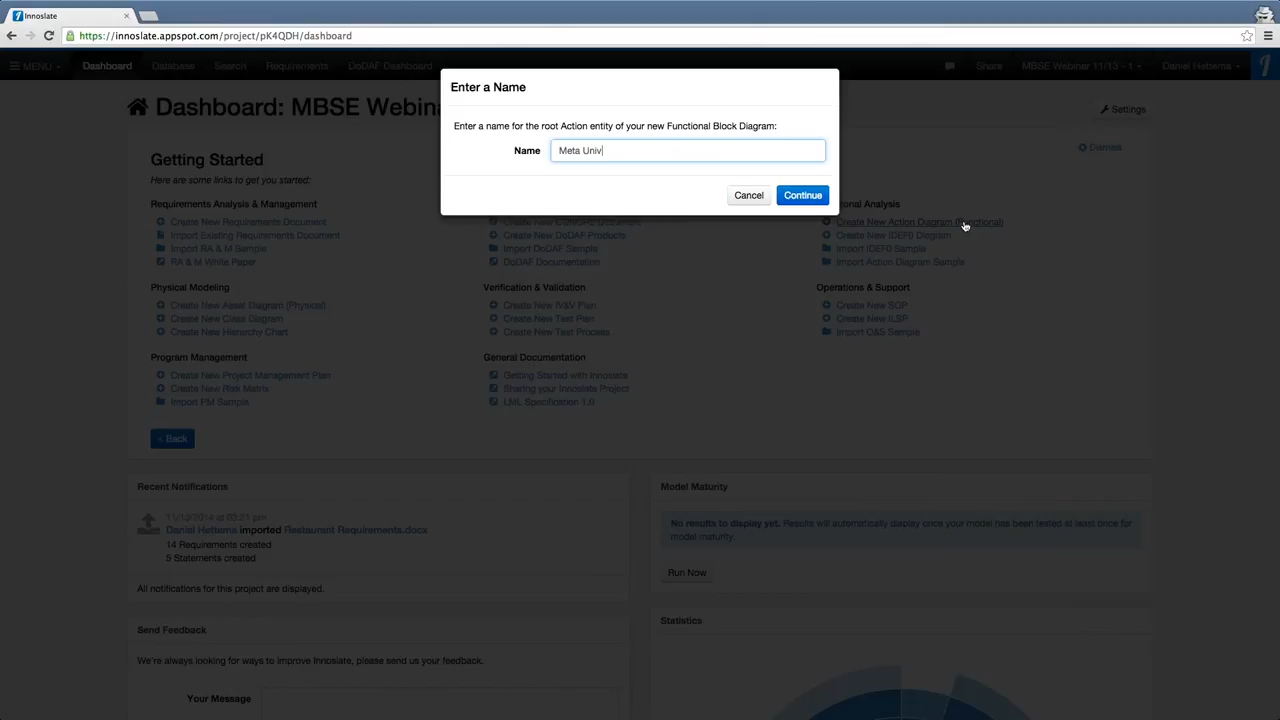 Innoslate
https://innoslate.appspot.com/project/pK4QDH/dashboard
MENU Dashboard Database Search Requirements DoDAF Dashboard Share MBSE Webinar 11/13 - 1 Daniel Hettema
Dashboard: MBSE Webina
Settings
Enter a Name
Enter a name for the root Action entity of your new Functional Block Diagram:
Name Meta Univ
Cancel Continue
Getting Started
Dismiss
Here are some links to get you started:
Requirements Analysis & Management
Create New Requirements Document
Import Existing Requirements Document
Import RA & M Sample
RA & M White Paper
Create New CONOPS Document
Create New DoDAF Products
Import DoDAF Sample
DoDAF Documentation
ional Analysis
Create New Action Diagram (Functional)
Create New IDEF0 Diagram
Import IDEF0 Sample
Import Action Diagram Sample
Physical Modeling
Create New Asset Diagram (Physical)
Create New Class Diagram
Create New Hierarchy Chart
Verification & Validation
Create New IV&V Plan
Create New Test Plan
Create New Test Process
Operations & Support
Create New SOP
Create New ILSP
Import O&S Sample
Program Management
Create New Project Management Plan
Create New Risk Matrix
Import PM Sample
General Documentation
Getting Started with Innoslate
Sharing your Innoslate Project
LML Specification 1.0
< Back
Recent Notifications
11/13/2014 at 03:21 pm
Daniel Hettema imported Restaurant Requirements.docx
14 Requirements created
5 Statements created
All notifications for this project are displayed.
Model Maturity
No results to display yet. Results will automatically display once your model has been tested at least once for
model maturity.
Run Now
Send Feedback
We're always looking for ways to improve Innoslate, please send us your feedback.
Your Message
Statistics